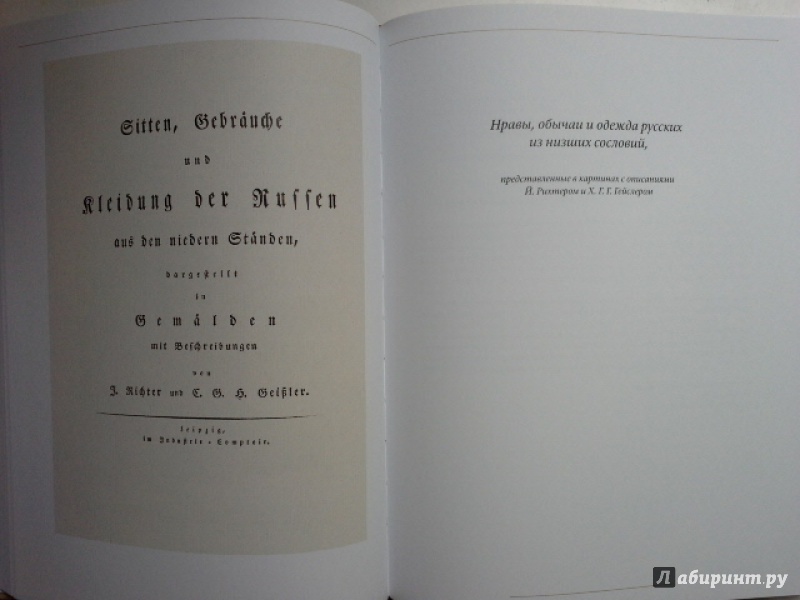 Sitten, Gebräuche
und
Kleidung der Russen
aus den niedern Ständen,
dargestellt
in
Gemälden
mit Beschreibungen
von
J. Richter und C. G. H. Geißler.
Leipzig,
im Industrie-Comptoir.
Нравы, обычаи и одежда русских
из низших сословий,
представленные в картинах с описаниями
Й. Рихтером и Х. Г. Г. Гейслером
Лабиринт.ру